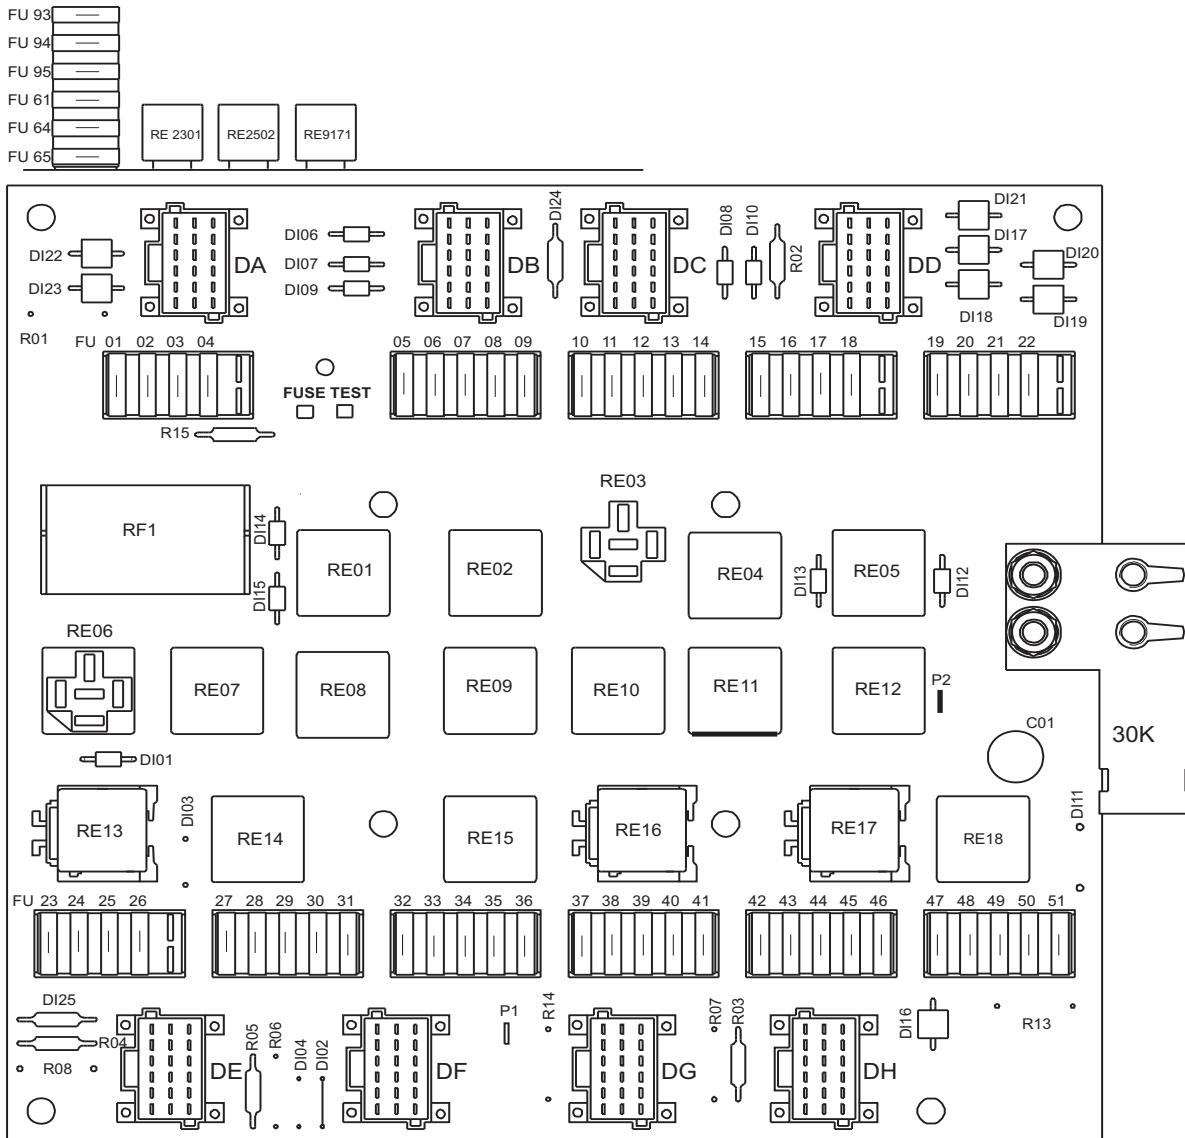 FU 93
FU 94
FU 95
FU 61
FU 64
FU 65
RE 2301 RE2502 RE9171
DI22
DI23
R01
DA
DI06
DI07
DI09
DB
DI24
DC
DI08
DI10
R02
DD
DI21
DI17
DI18
DI20
DI19
FU 01 02 03 04
05 06 07 08 09
10 11 12 13 14
15 16 17 18
19 20 21 22
FUSE TEST
R15
RF1
DI14
DI15
RE01
RE02
RE03
RE04
DI13
RE05
DI12
RE06
RE07
RE08
RE09
RE10
RE11
RE12
P2
C01
30K
DI01
RE13
DI03
RE14
RE15
RE16
RE17
RE18
DI11
FU 23 24 25 26
27 28 29 30 31
32 33 34 35 36
37 38 39 40 41
42 43 44 45 46
47 48 49 50 51
DI25
R04
R08
DE
R05
R06
DI04
DI02
DF
P1
R14
DG
R07
R03
DH
DI16
R13